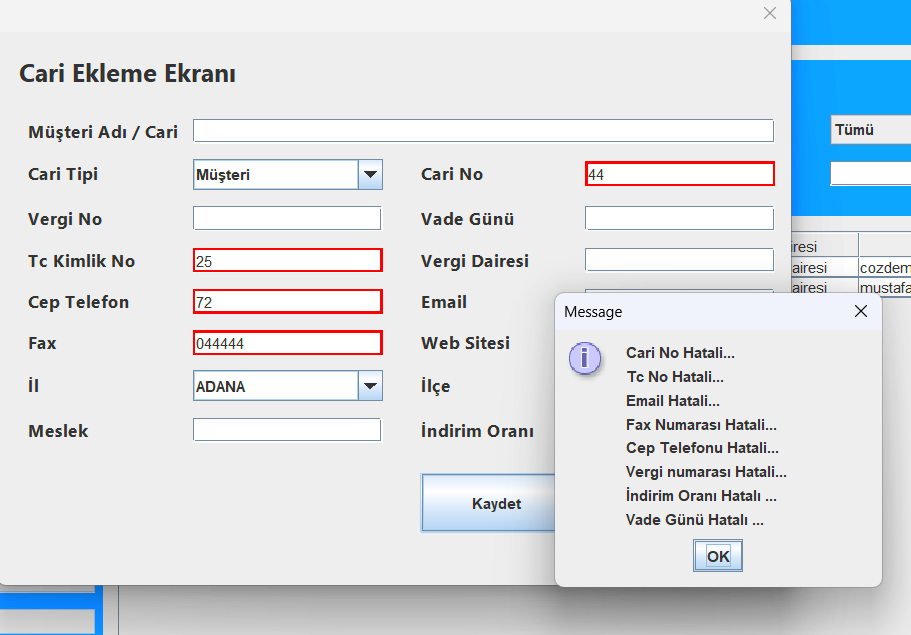 Cari Ekleme Ekranı
Müşteri Adı / Cari
Tümü
Cari Tipi
Müşteri
Cari No
44
Vergi No
Vade Günü
Tc Kimlik No
25
Vergi Dairesi
iresi
airesi
cozdem
airesi
mustafa
Cep Telefon
72
Email
Fax
044444
Web Sitesi
İl
ADANA
İlçe
Meslek
İndirim Oranı
Kaydet
Message
Cari No Hatali...
Tc No Hatali...
Email Hatali...
Fax Numarası Hatali...
Cep Telefonu Hatali...
Vergi numarası Hatali...
İndirim Oranı Hatalı ...
Vade Günü Hatalı ...
OK